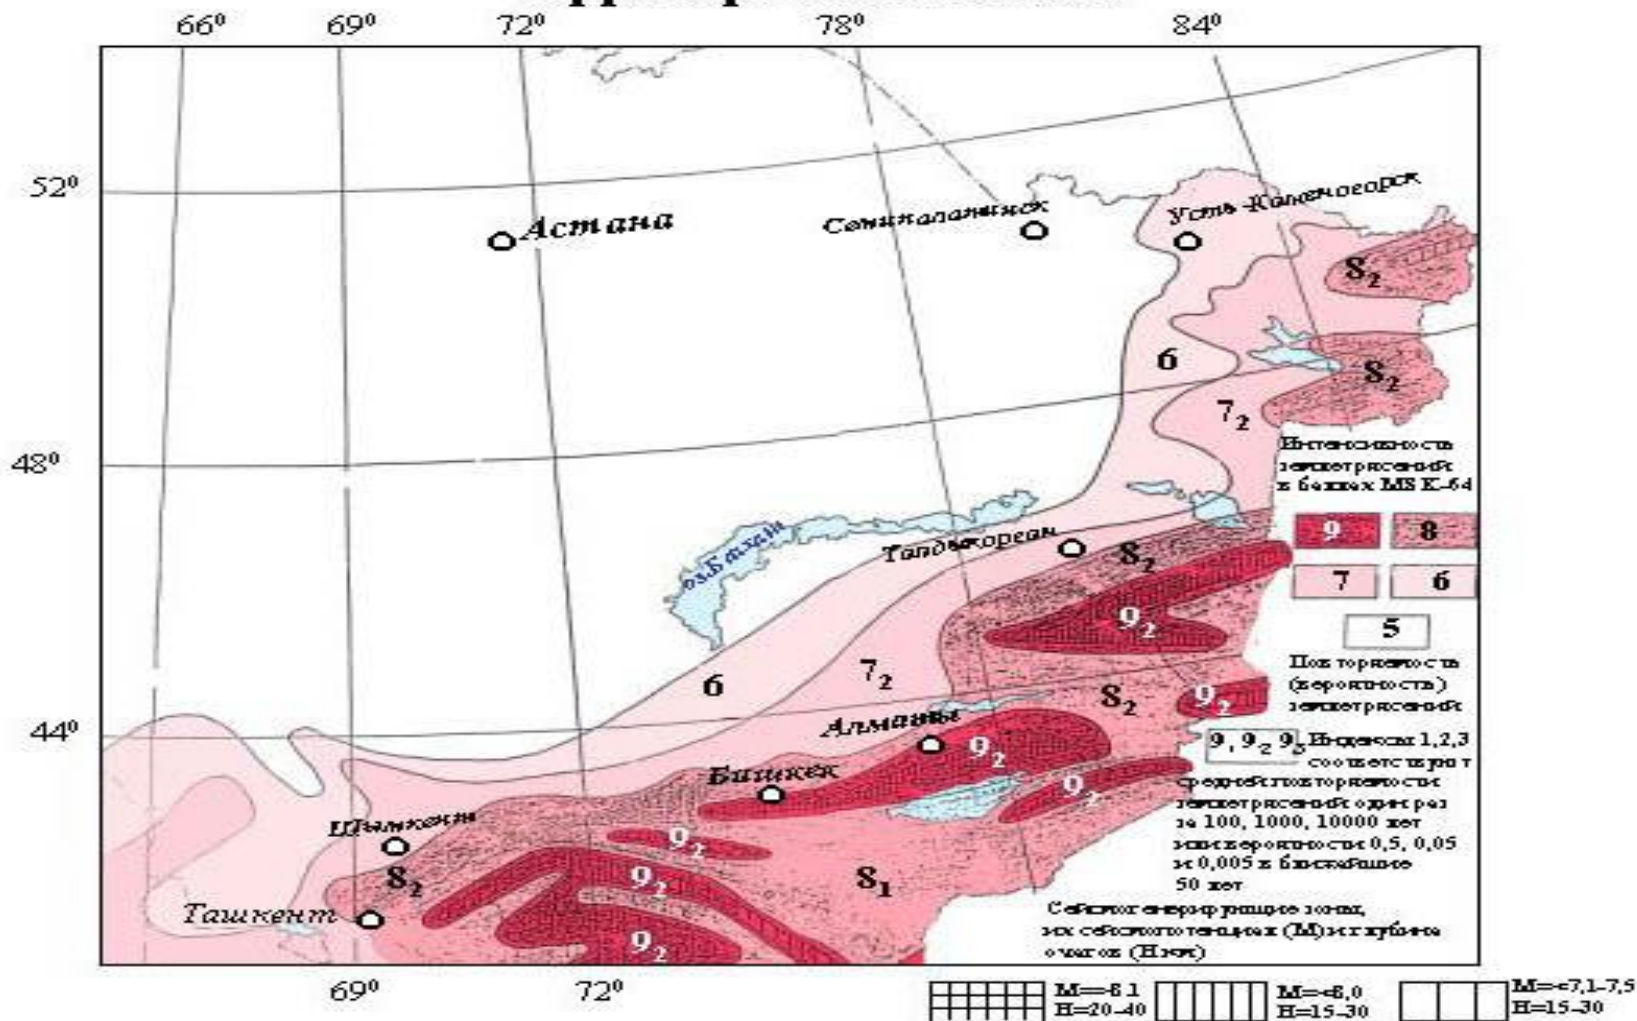 66⁰ 69⁰ 72⁰ 78⁰ 84⁰
52⁰
Астана
Семипалатинск
Усть-Каменогорск
8₂
6
8₂
7₂
48⁰
Интенсивность
землетрясений
в баллах MSK-64
9 8
7 6
5
оз.Балхаш
Талдыкорган
8₂
9₂
6
7₂
8₂
9₂
44⁰
Алматы
9₂
Бишкек
9₂
Повторяемость
(вероятность)
землетрясений
9, 9₂ 9₃ Индексы 1,2,3
соответствуют
средней повторяемости
землетрясений один раз
за 100, 1000, 10000 лет
или вероятности 0,5, 0,05
и 0,005 в ближайшие
50 лет
Шымкент
9₂
8₂
9₂
8₁
Ташкент
9₂
Сейсмогенерирующие зоны,
их сейсмопотенциал (М) и глубина
очагов (Нкм)
69⁰ 72⁰
М=<8,1
Н=20-40
М=<8,0
Н=15-30
М=<7,1-7,5
Н=15-30